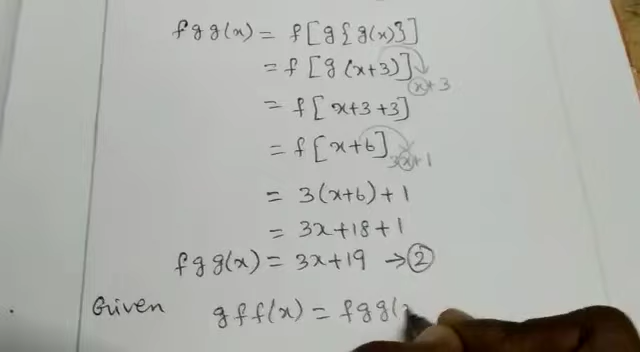 fgg(x) = f[g{g(x)}]
= f[g(x+3)]
x+3
= f[x+3+3]
= f[x+6]
3x+1
= 3(x+6)+1
= 3x+18+1
fgg(x) = 3x+19 → ②
Given gff(x) = fgg(